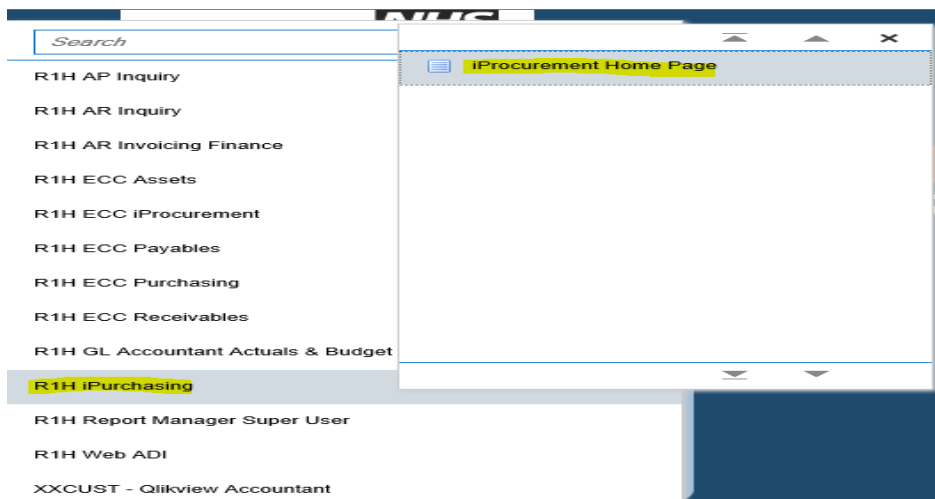 NHS
Search
R1H AP Inquiry
R1H AR Inquiry
R1H AR Invoicing Finance
R1H ECC Assets
R1H ECC iProcurement
R1H ECC Payables
R1H ECC Purchasing
R1H ECC Receivables
R1H GL Accountant Actuals & Budget
R1H iPurchasing
R1H Report Manager Super User
R1H Web ADI
XXCUST - Qlikview Accountant
iProcurement Home Page